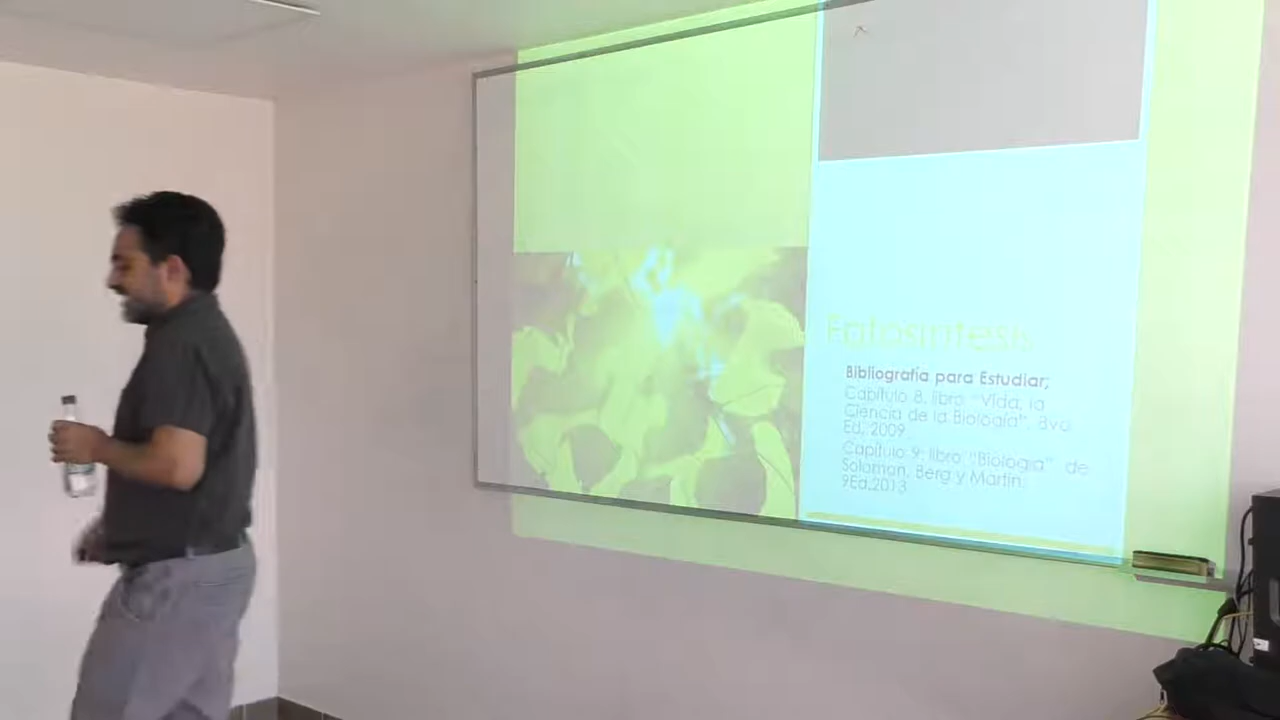 Fotosíntesis
Bibliografía para Estudiar:
Capítulo 8, libro "Vida, la
Ciencia de la Biología". 8va
Ed. 2009
Capítulo 9; libro "Biología" de
Solomon, Berg y Martin.
9Ed.2013